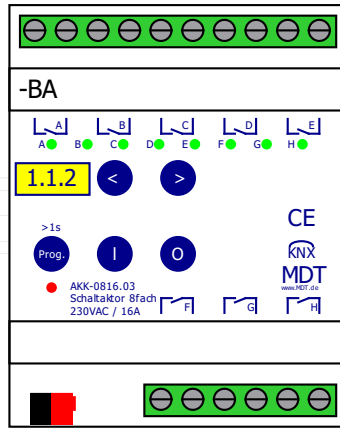 -BA
A B C D E
A B C D E F G H
1.1.2 < >
>1s
Prog. I O
CE
KNX
MDT
www.MDT.de
AKK-0816.03
Schaltaktor 8fach
230VAC / 16A
F G H